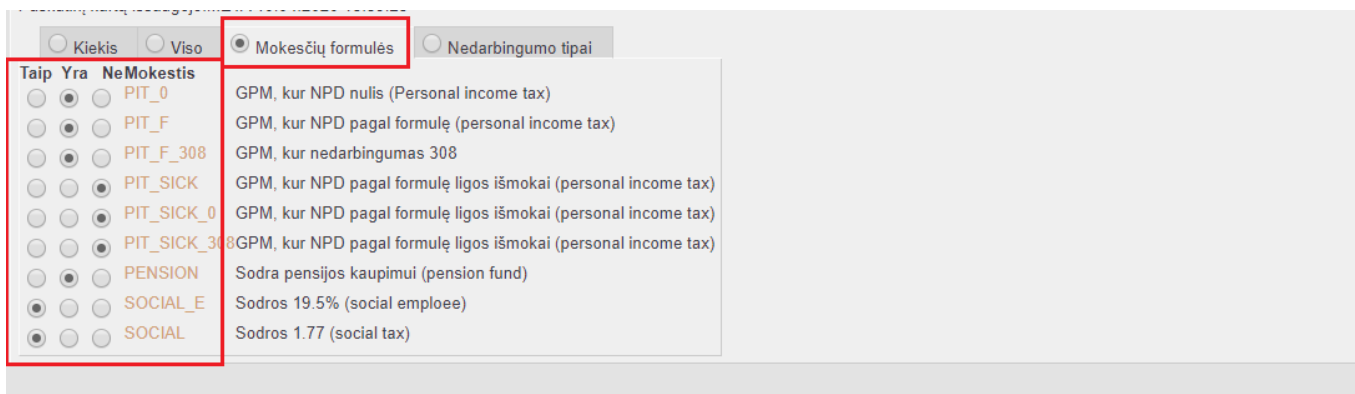 Kiekis Viso Mokesčių formulės Nedarbingumo tipai
Taip Yra Ne Mokestis
PIT_0 GPM, kur NPD nulis (Personal income tax)
PIT_F GPM, kur NPD pagal formulę (personal income tax)
PIT_F_308 GPM, kur nedarbingumas 308
PIT_SICK GPM, kur NPD pagal formulę ligos išmokai (personal income tax)
PIT_SICK_0 GPM, kur NPD pagal formulę ligos išmokai (personal income tax)
PIT_SICK_308 GPM, kur NPD pagal formulę ligos išmokai (personal income tax)
PENSION Sodra pensijos kaupimui (pension fund)
SOCIAL_E Sodros 19.5% (social emploee)
SOCIAL Sodros 1.77 (social tax)